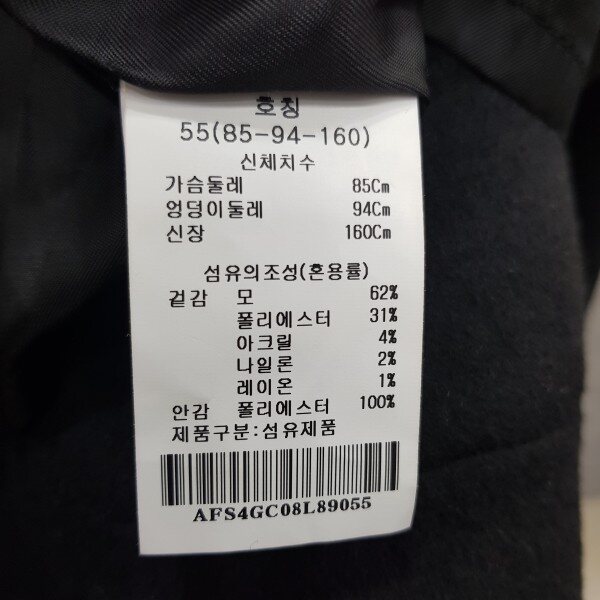 호칭
55(85-94-160)
신체치수
가슴둘레 85Cm
엉덩이둘레 94Cm
신장 160Cm
섬유의조성(혼용률)
겉감 모 62%
폴리에스터 31%
아크릴 4%
나일론 2%
레이온 1%
안감 폴리에스터 100%
제품구분:섬유제품
AFS4GC08L89055